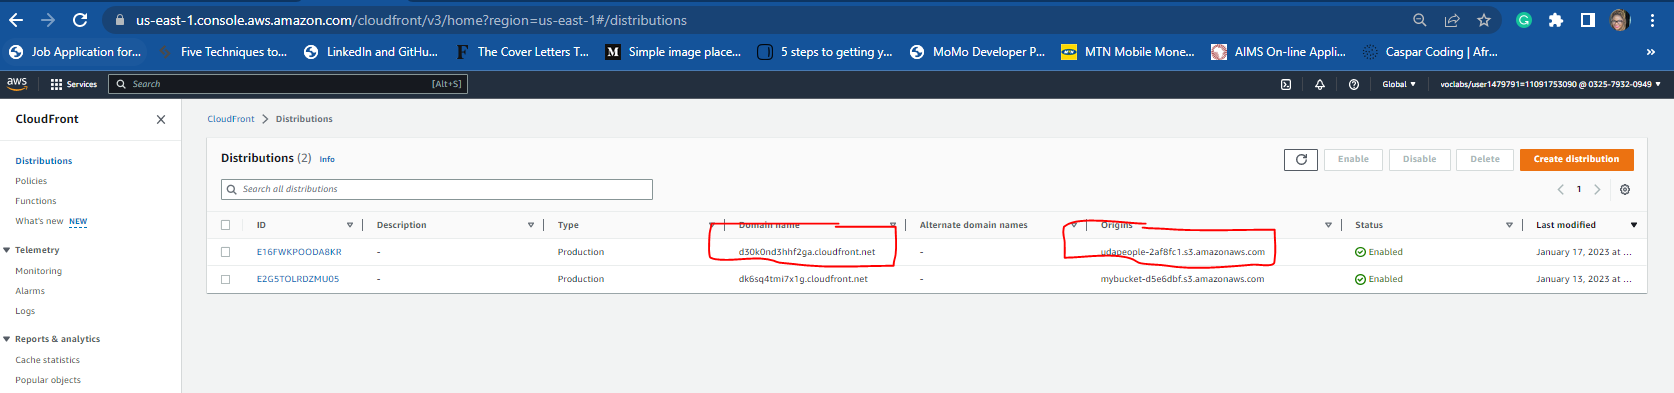 us-east-1.console.aws.amazon.com/cloudfront/v3/home?region=us-east-1#/distributions
Job Application for... Five Techniques to... LinkedIn and GitHu... The Cover Letters T... Simple image place... 5 steps to getting y... MoMo Developer P... MTN Mobile Mone... AIMS On-line Appli... Caspar Coding | Afr... »
aws Services Search [Alt+S] Global voclabs/user1479791=11091753090 @ 0325-7932-0949
CloudFront
Distributions
Policies
Functions
What's new NEW
Telemetry
Monitoring
Alarms
Logs
Reports & analytics
Cache statistics
Popular objects
CloudFront > Distributions
Distributions (2) Info Enable Disable Delete Create distribution
Search all distributions 1
ID Description Type Domain name Alternate domain names Origins Status Last modified
E16FWKPOODA8KR - Production d30k0nd3hhf2ga.cloudfront.net - udapeople-2af8fc1.s3.amazonaws.com Enabled January 17, 2023 at ...
E2G5TOLRDZMU05 - Production dk6sq4tmi7x1g.cloudfront.net - mybucket-d5e6dbf.s3.amazonaws.com Enabled January 13, 2023 at ...